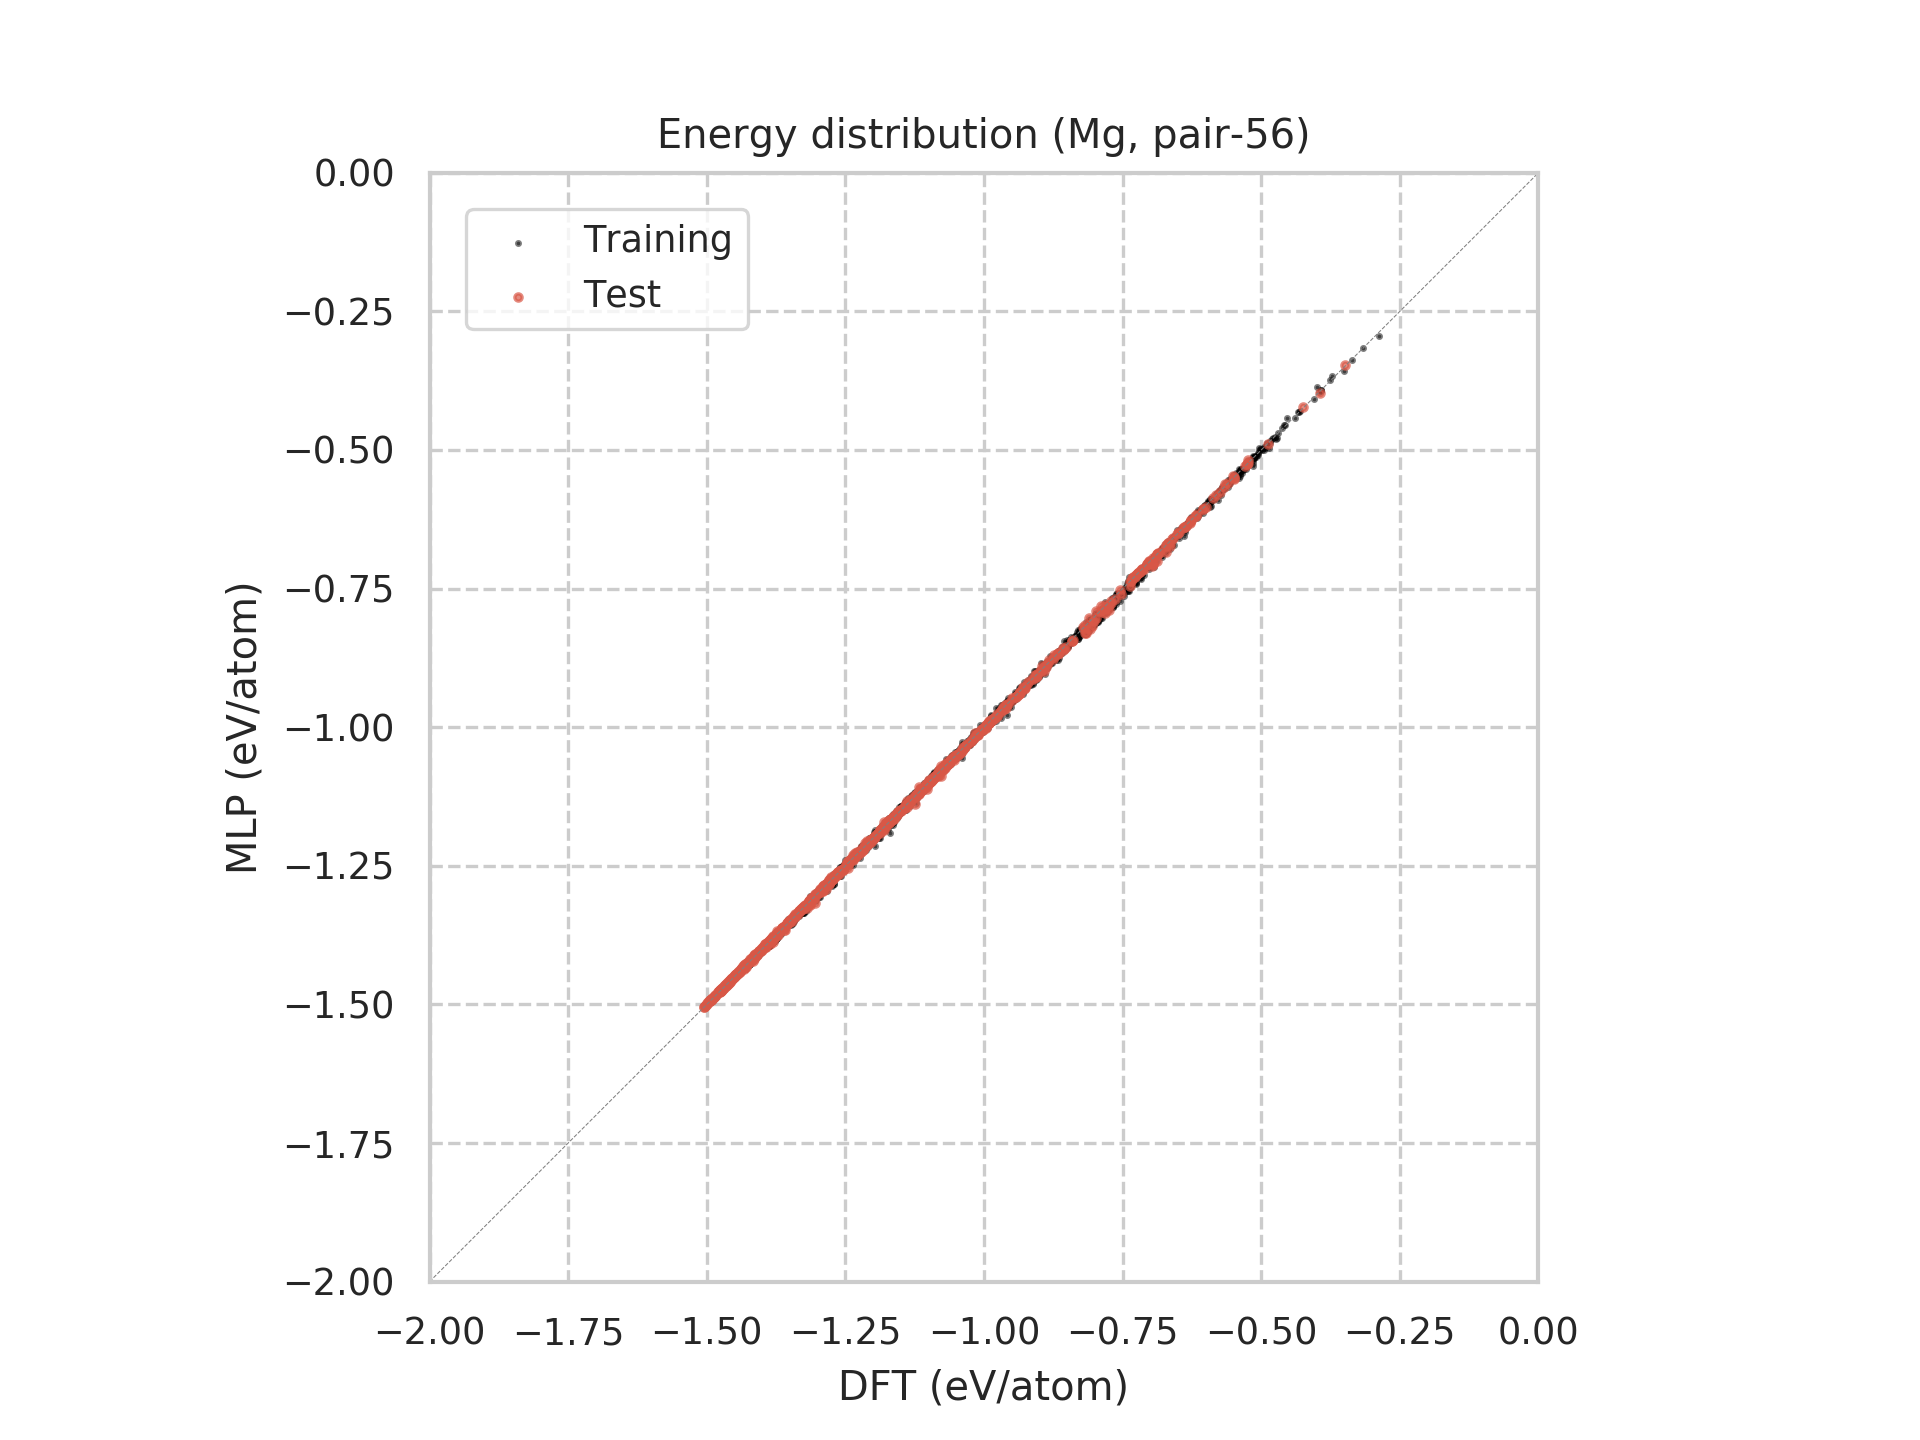 Energy distribution (Mg, pair-56)
0.00
−0.25
−0.50
−0.75
−1.00
−1.25
−1.50
−1.75
−2.00
MLP (eV/atom)
Training
Test
−2.00 −1.75 −1.50 −1.25 −1.00 −0.75 −0.50 −0.25 0.00
DFT (eV/atom)